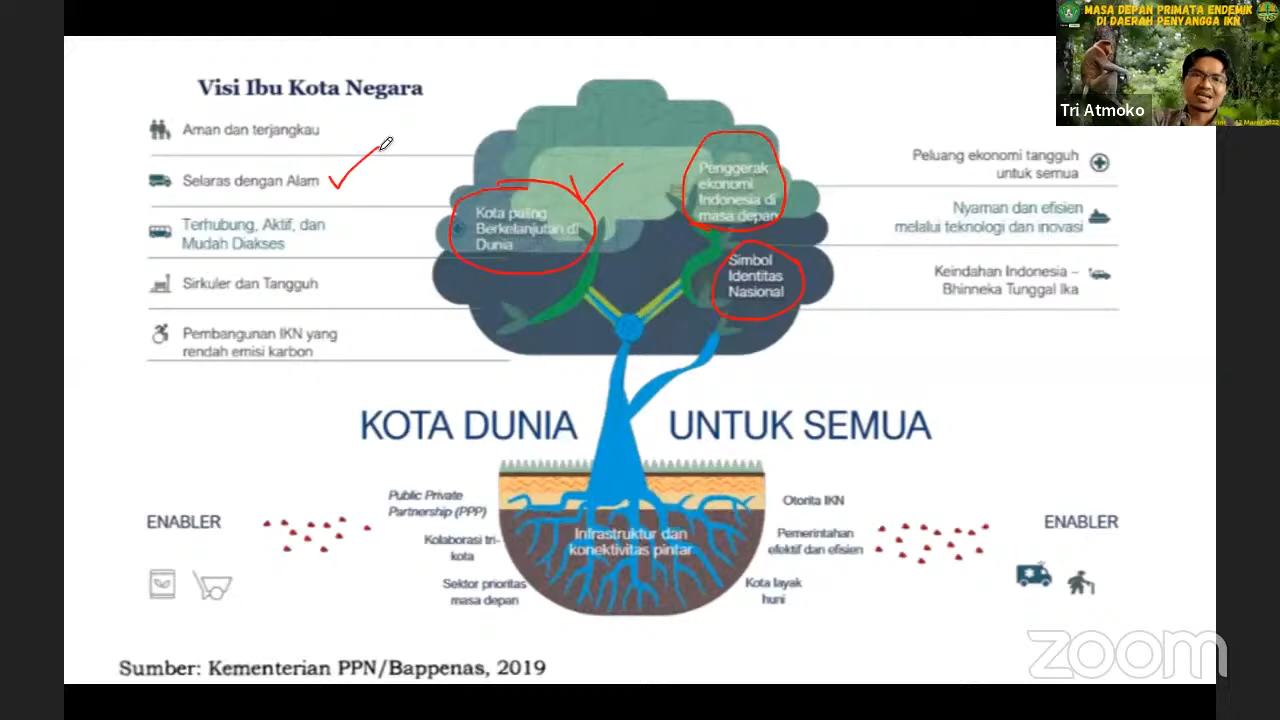 MASA DEPAN PRIMATA ENDEMIK
DI DAERAH PENYANGGA IKN
Tri Atmoko
12 Maret 2022
Visi Ibu Kota Negara
Aman dan terjangkau
Selaras dengan Alam
Terhubung, Aktif, dan
Mudah Diakses
Sirkuler dan Tangguh
Pembangunan IKN yang
rendah emisi karbon
Kota paling
Berkelanjutan di
Dunia
Penggerak
ekonomi
Indonesia di
masa depan
Simbol
Identitas
Nasional
Peluang ekonomi tangguh
untuk semua
Nyaman dan efisien
melalui teknologi dan inovasi
Keindahan Indonesia –
Bhinneka Tunggal Ika
KOTA DUNIA UNTUK SEMUA
ENABLER
Public Private
Partnership (PPP)
Kolaborasi tri-
kota
Sektor prioritas
masa depan
Infrastruktur dan
konektivitas pintar
Otorita IKN
Pemerintahan
efektif dan efisien
Kota layak
huni
ENABLER
Sumber: Kementerian PPN/Bappenas, 2019
zoom